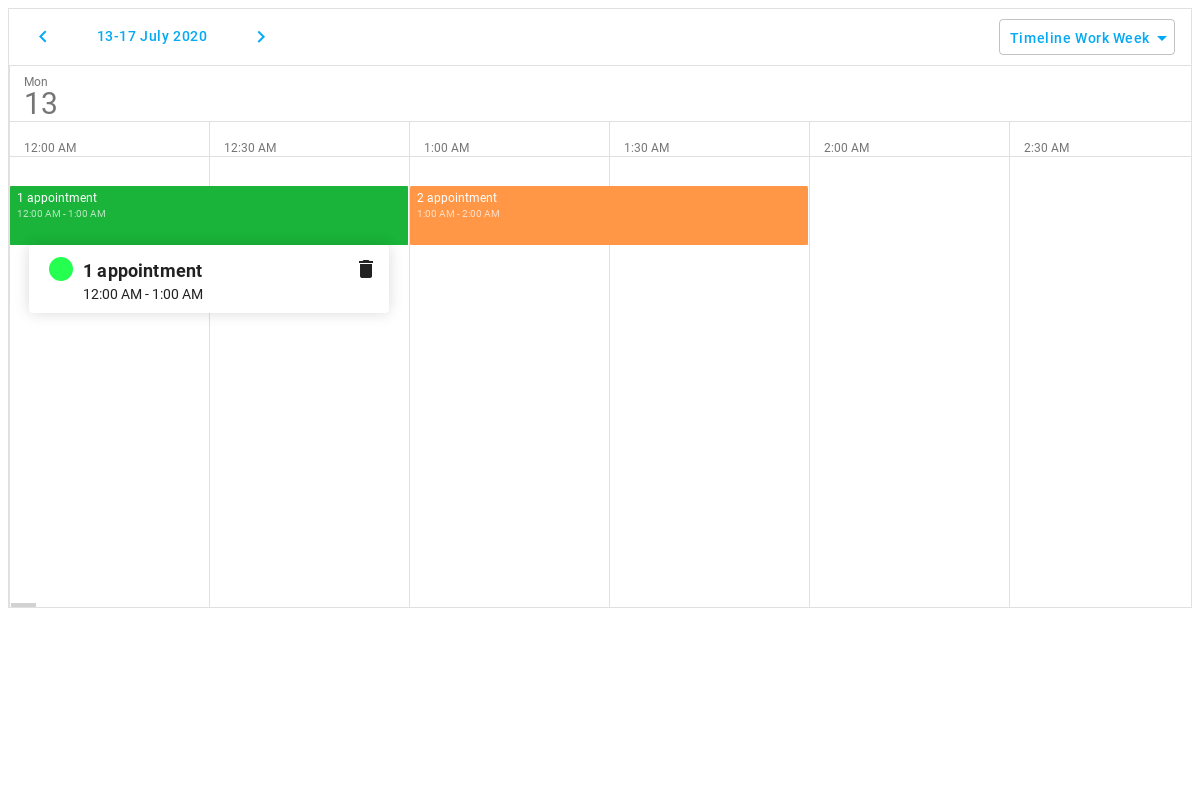 13-17 July 2020
Timeline Work Week
Mon
13
12:00 AM
12:30 AM
1:00 AM
1:30 AM
2:00 AM
2:30 AM
1 appointment
12:00 AM - 1:00 AM
2 appointment
1:00 AM - 2:00 AM
1 appointment
12:00 AM - 1:00 AM